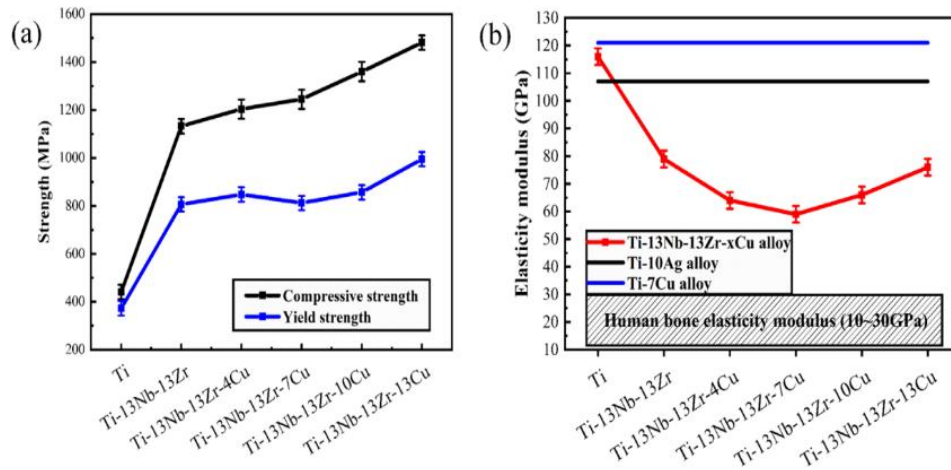 (a)
1600
1400
1200
1000
800
600
400
200
Strength (MPa)
Compressive strength
Yield strength
Ti
Ti-13Nb-13Zr
Ti-13Nb-13Zr-4Cu
Ti-13Nb-13Zr-7Cu
Ti-13Nb-13Zr-10Cu
Ti-13Nb-13Zr-13Cu
(b)
130
120
110
100
90
80
70
60
50
40
30
20
10
Elasticity modulus (GPa)
Ti-13Nb-13Zr-xCu alloy
Ti-10Ag alloy
Ti-7Cu alloy
Human bone elasticity modulus (10~30GPa)
Ti
Ti-13Nb-13Zr
Ti-13Nb-13Zr-4Cu
Ti-13Nb-13Zr-7Cu
Ti-13Nb-13Zr-10Cu
Ti-13Nb-13Zr-13Cu